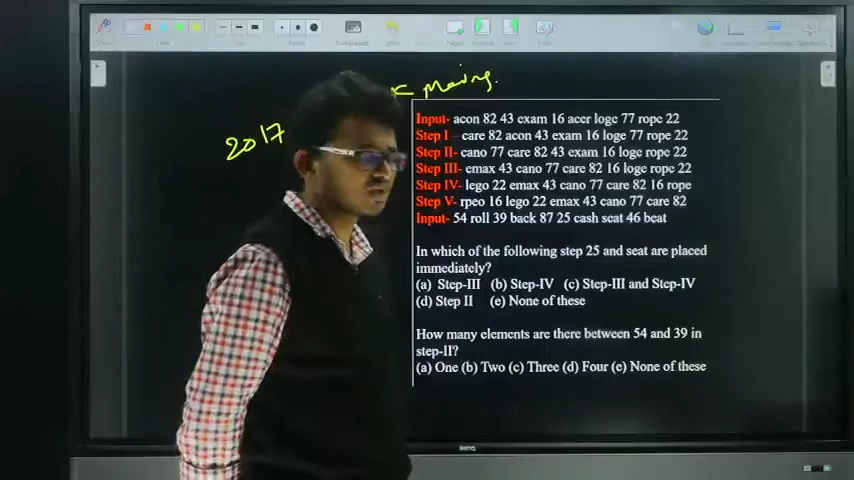 ← Moving.
2017
Input- acon 82 43 exam 16 acer loge 77 rope 22
Step I – care 82 acon 43 exam 16 loge 77 rope 22
Step II- cano 77 care 82 43 exam 16 loge rope 22
Step III- emax 43 cano 77 care 82 16 loge rope 22
Step IV- lego 22 emax 43 cano 77 care 82 16 rope
Step V- rpeo 16 lego 22 emax 43 cano 77 care 82
Input- 54 roll 39 back 87 25 cash seat 46 beat
In which of the following step 25 and seat are placed
immediately?
(a) Step-III (b) Step-IV (c) Step-III and Step-IV
(d) Step II (e) None of these
How many elements are there between 54 and 39 in
step-II?
(a) One (b) Two (c) Three (d) Four (e) None of these